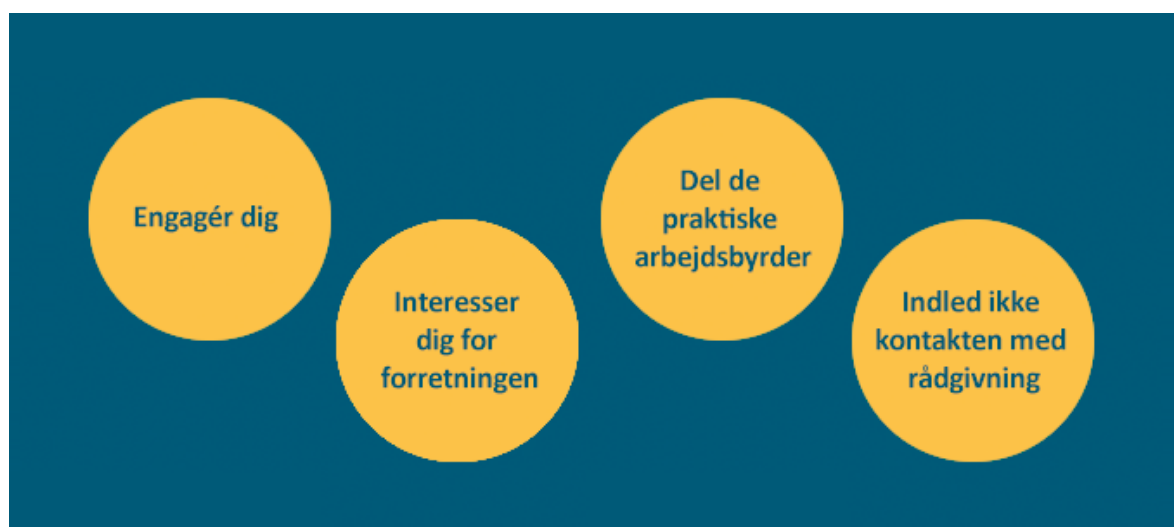 Engagér dig
Interesser
dig for
forretningen
Del de
praktiske
arbejdsbyrder
Indled ikke
kontakten med
rådgivning